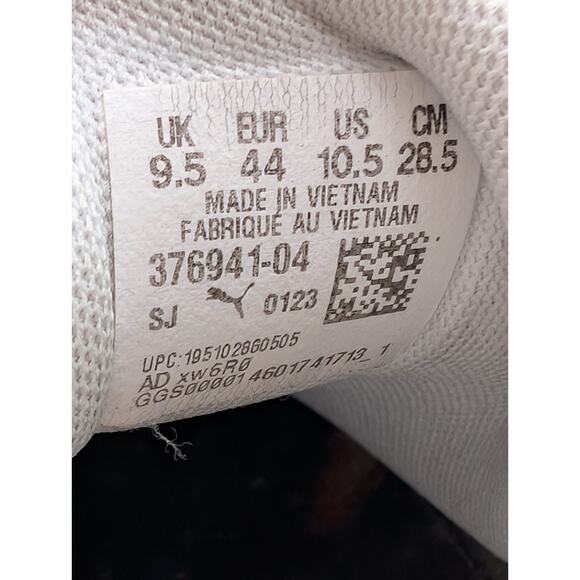 UK EUR US CM
9.5 44 10.5 28.5
MADE IN VIETNAM
FABRIQUÉ AU VIETNAM
376941-04
SJ 0123
UPC:195102860505
AD xw6R0
GGS000014601741713_1